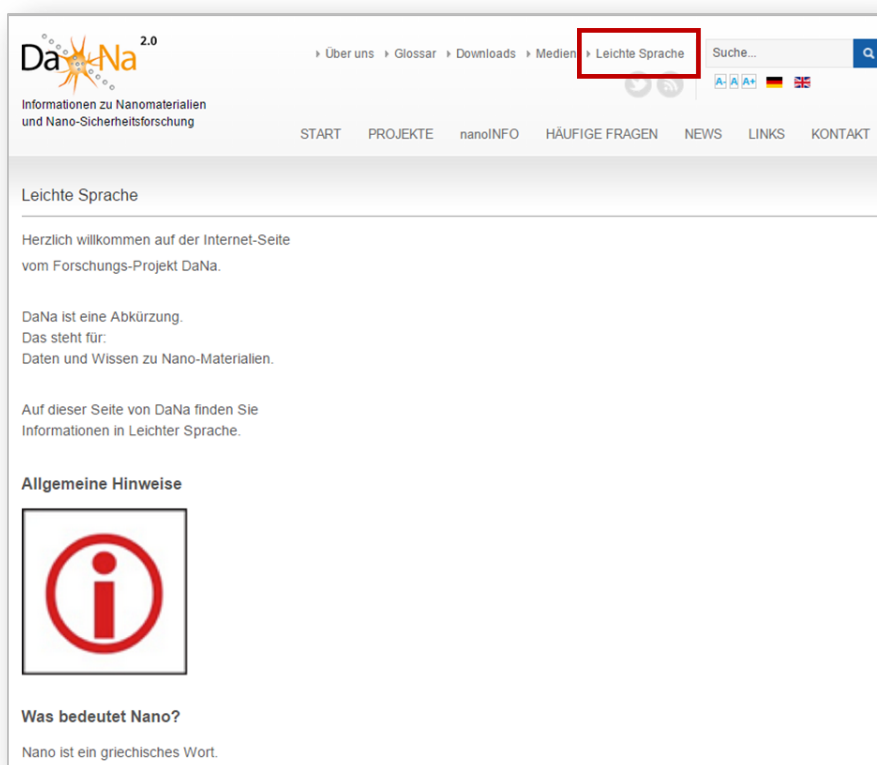 DaNa 2.0
Informationen zu Nanomaterialien
und Nano-Sicherheitsforschung
Über uns Glossar Downloads Medien Leichte Sprache
Suche...
A- A A+
START PROJEKTE nanoINFO HÄUFIGE FRAGEN NEWS LINKS KONTAKT
Leichte Sprache
Herzlich willkommen auf der Internet-Seite
vom Forschungs-Projekt DaNa.
DaNa ist eine Abkürzung.
Das steht für:
Daten und Wissen zu Nano-Materialien.
Auf dieser Seite von DaNa finden Sie
Informationen in Leichter Sprache.
Allgemeine Hinweise
i
Was bedeutet Nano?
Nano ist ein griechisches Wort.